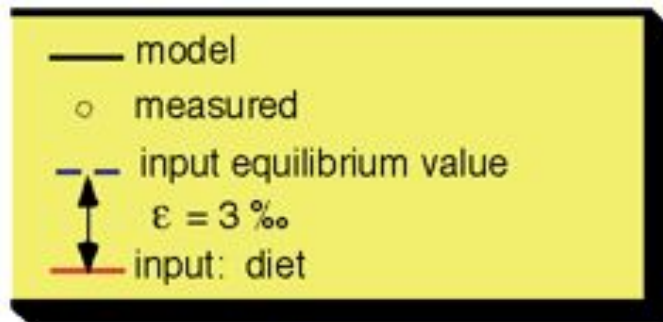 model
measured
input equilibrium value
ε = 3 ‰
input: diet